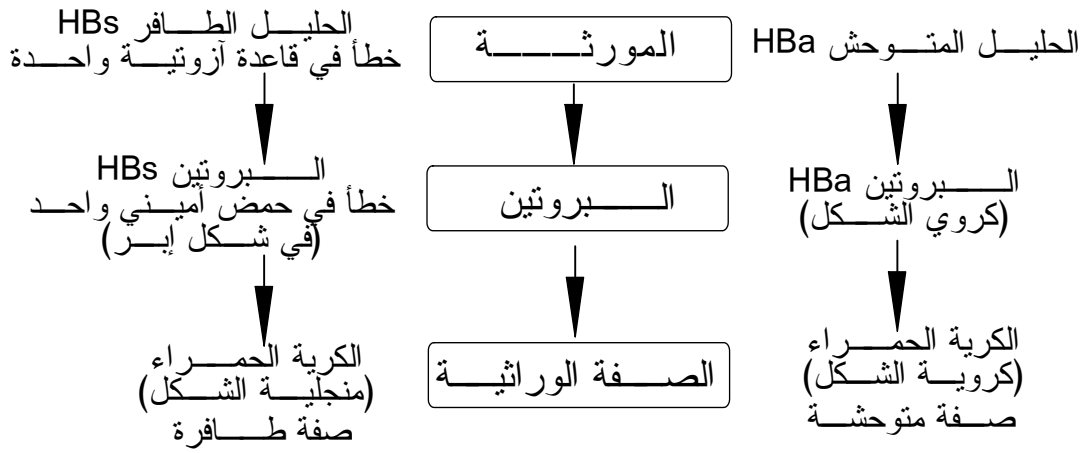 الحليل المتوحش HBa
المورثة
الحليل الطافر HBs
خطأ في قاعدة آزوتية واحدة
البروتين HBa
(كروي الشكل)
البروتين
البروتين HBs
خطأ في حمض أميني واحد
(في شكل إبر)
الكرية الحمراء
(كروية الشكل)
صفة متوحشة
الصفة الوراثية
الكرية الحمراء
(منجلية الشكل)
صفة طافرة